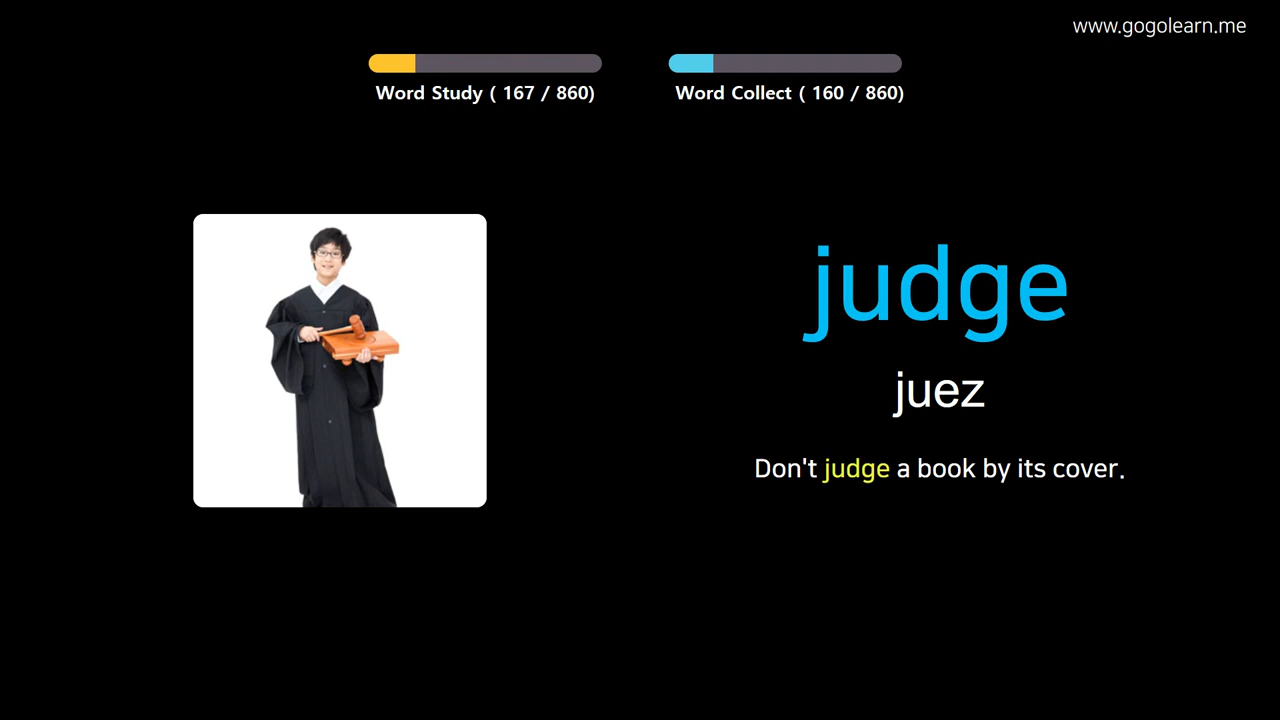 www.gogolearn.me
Word Study ( 167 / 860)
Word Collect ( 160 / 860)
judge
juez
Don't judge a book by its cover.